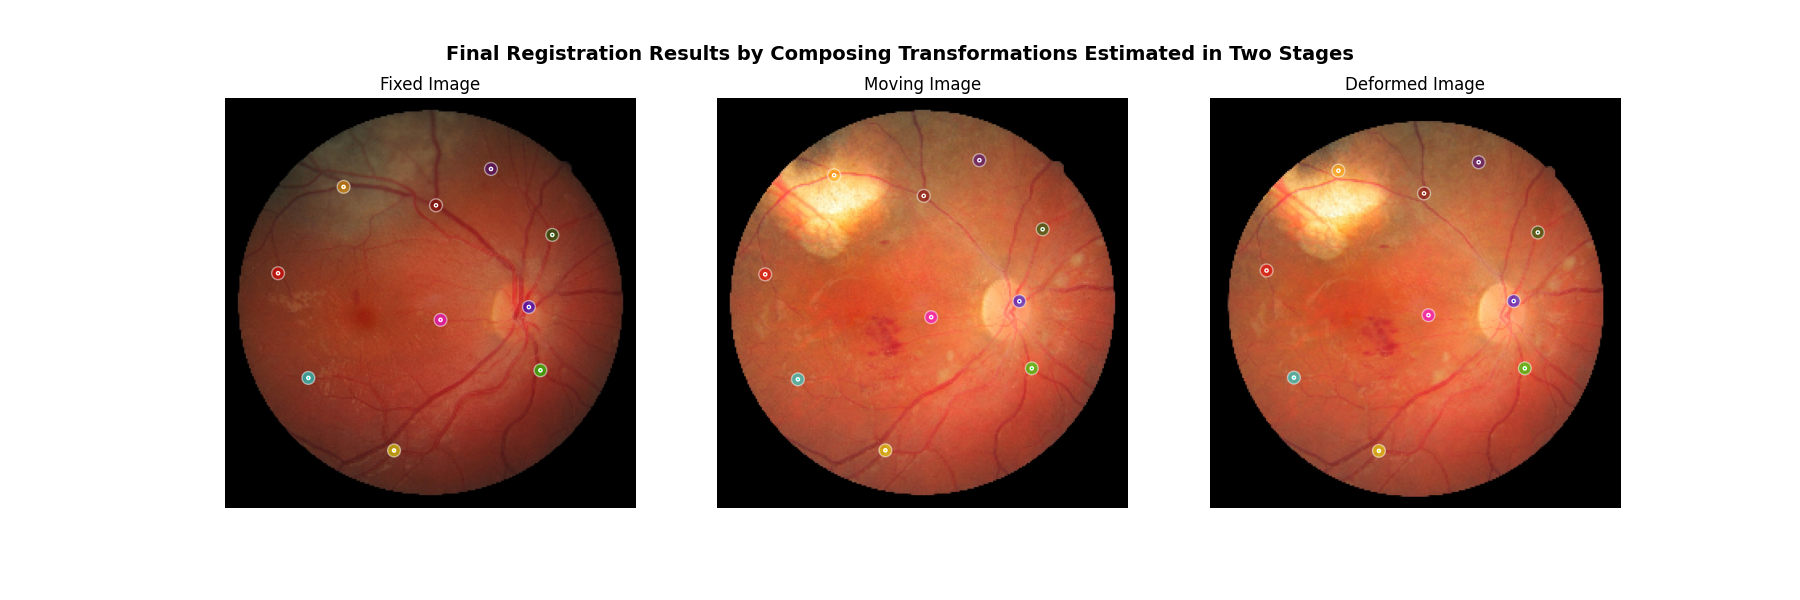 Final Registration Results by Composing Transformations Estimated in Two Stages
Fixed Image
Moving Image
Deformed Image